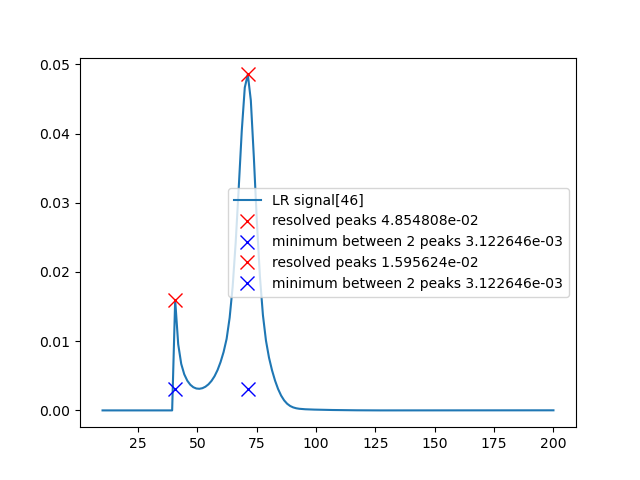 0.05
0.04
0.03
0.02
0.01
0.00
LR signal[46]
resolved peaks 4.854808e-02
minimum between 2 peaks 3.122646e-03
resolved peaks 1.595624e-02
minimum between 2 peaks 3.122646e-03
25 50 75 100 125 150 175 200